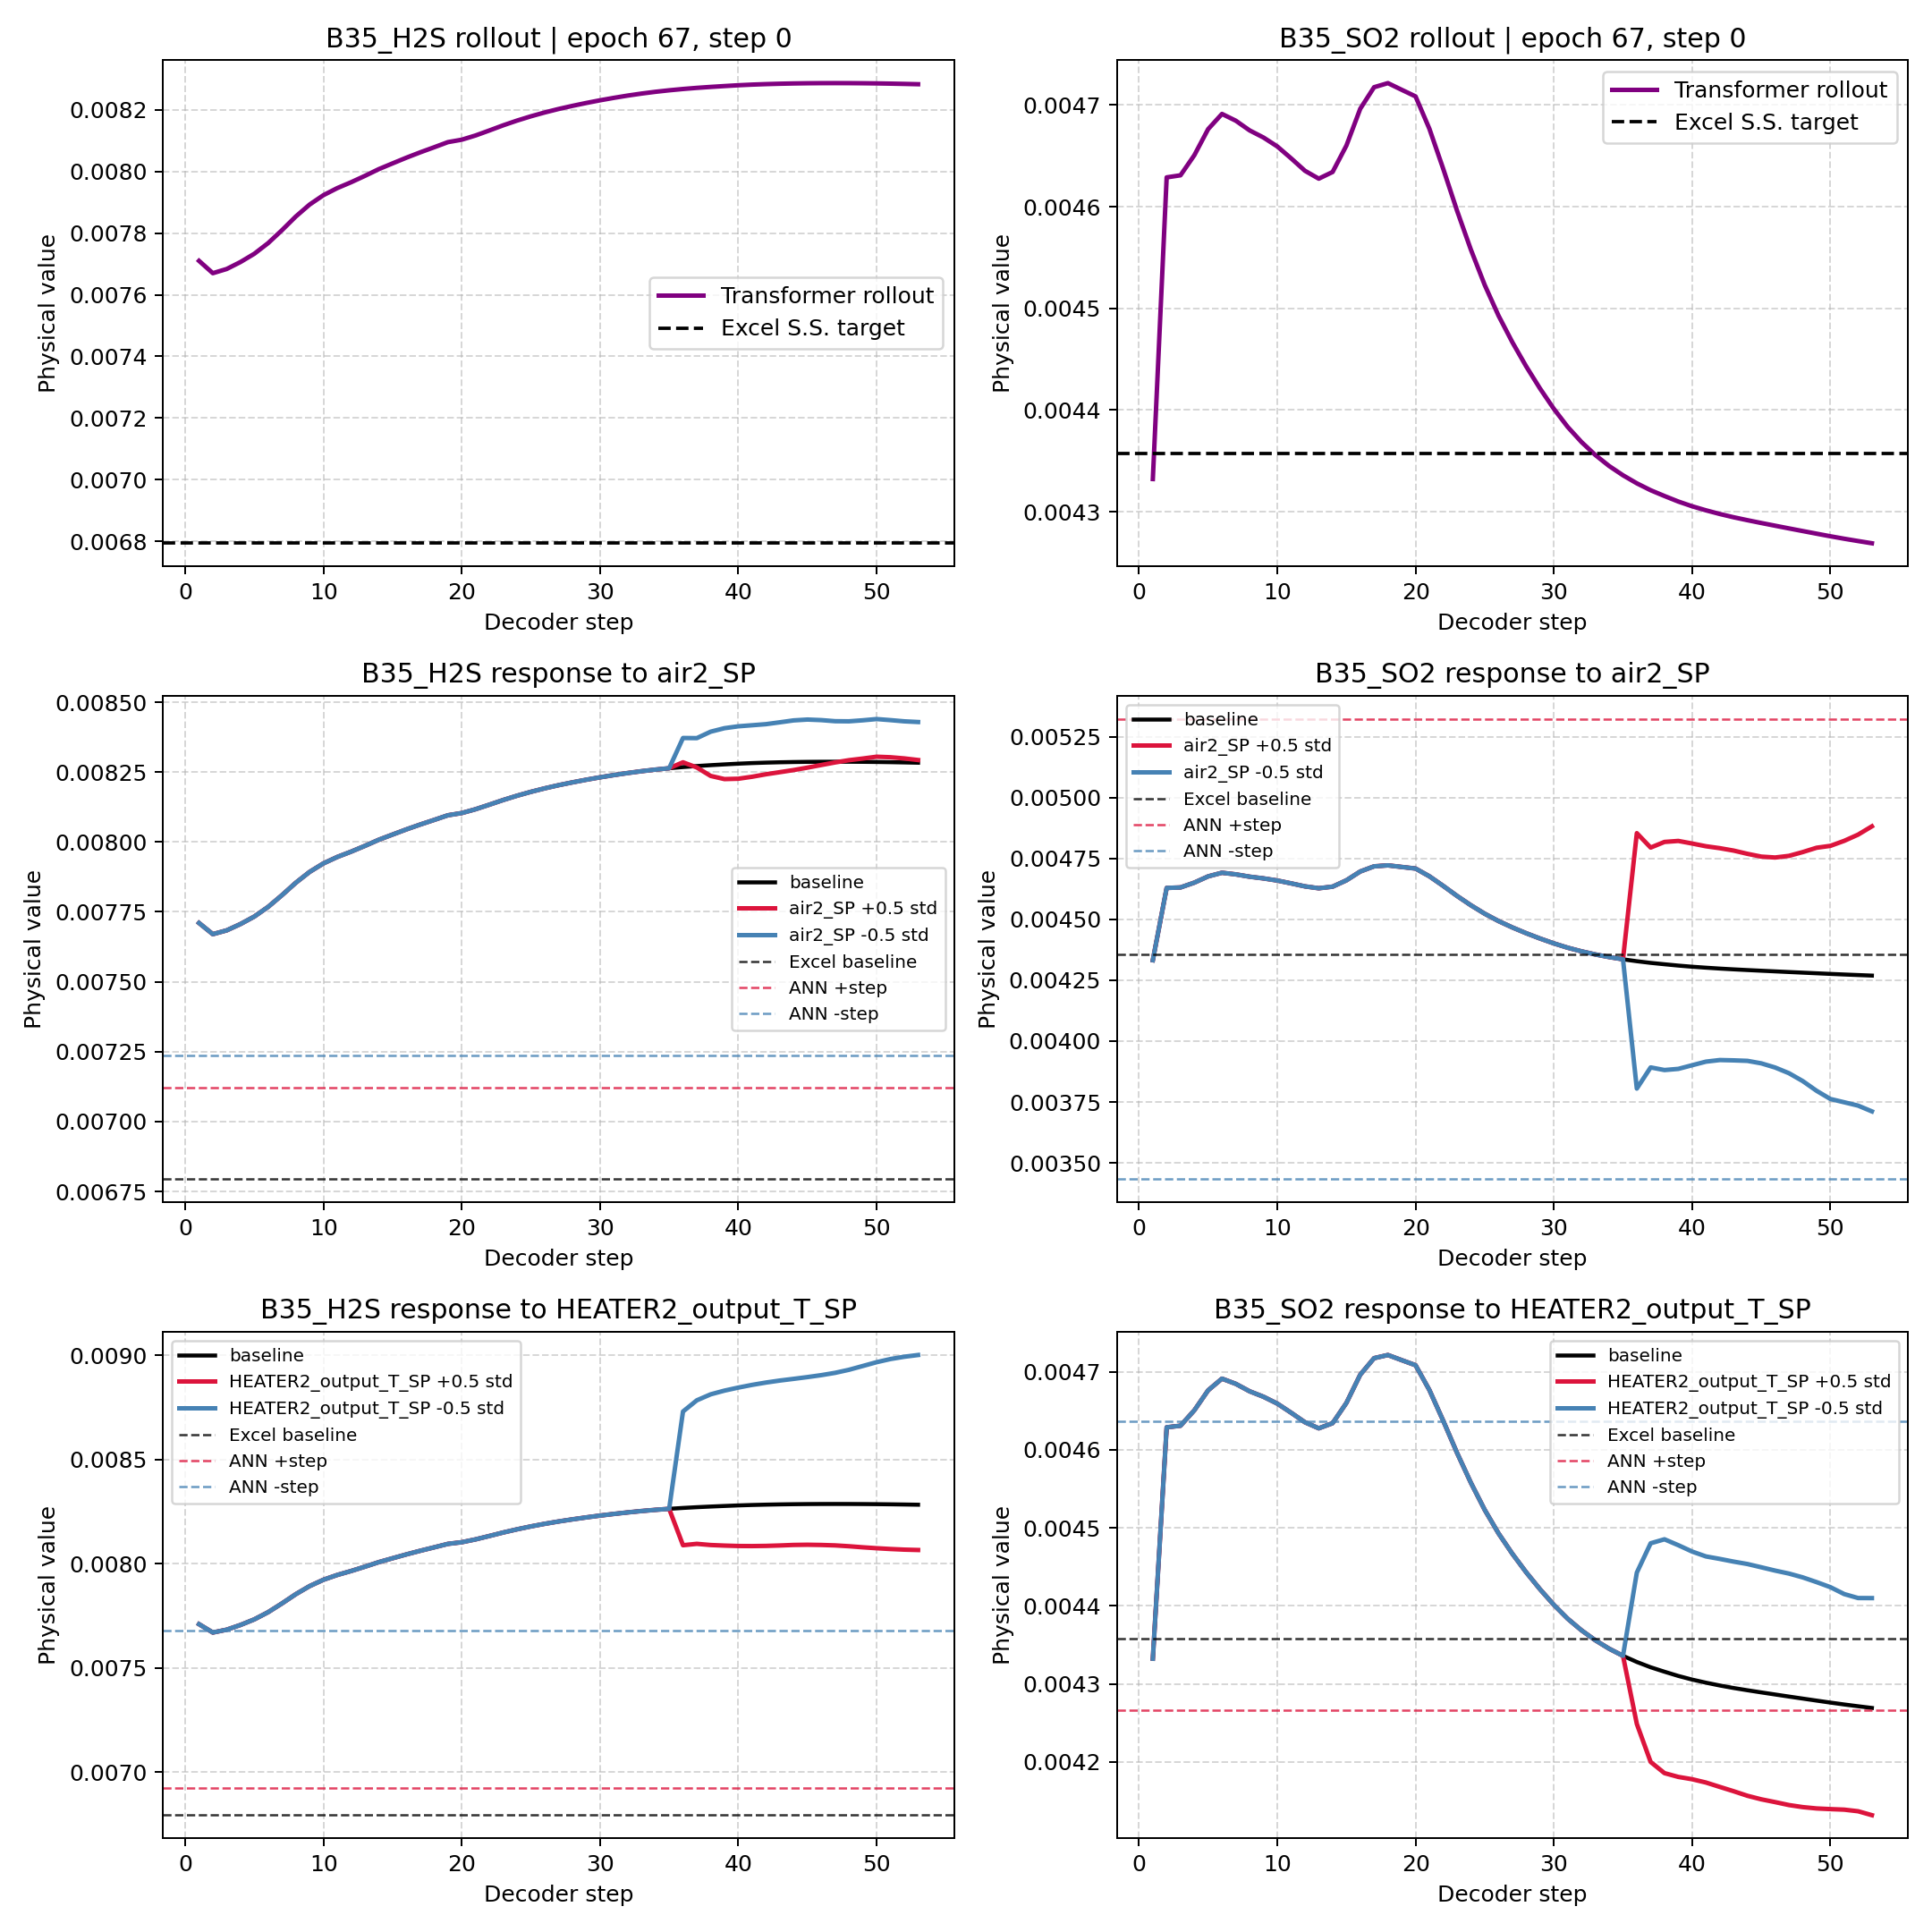 B35_H2S rollout | epoch 67, step 0
Physical value
0.0082
0.0080
0.0078
0.0076
0.0074
0.0072
0.0070
0.0068
Transformer rollout
Excel S.S. target
0 10 20 30 40 50
Decoder step
B35_SO2 rollout | epoch 67, step 0
Physical value
0.0047
0.0046
0.0045
0.0044
0.0043
Transformer rollout
Excel S.S. target
0 10 20 30 40 50
Decoder step
B35_H2S response to air2_SP
Physical value
0.00850
0.00825
0.00800
0.00775
0.00750
0.00725
0.00700
0.00675
baseline
air2_SP +0.5 std
air2_SP -0.5 std
Excel baseline
ANN +step
ANN -step
0 10 20 30 40 50
Decoder step
B35_SO2 response to air2_SP
Physical value
0.00525
0.00500
0.00475
0.00450
0.00425
0.00400
0.00375
0.00350
baseline
air2_SP +0.5 std
air2_SP -0.5 std
Excel baseline
ANN +step
ANN -step
0 10 20 30 40 50
Decoder step
B35_H2S response to HEATER2_output_T_SP
Physical value
0.0090
0.0085
0.0080
0.0075
0.0070
baseline
HEATER2_output_T_SP +0.5 std
HEATER2_output_T_SP -0.5 std
Excel baseline
ANN +step
ANN -step
0 10 20 30 40 50
Decoder step
B35_SO2 response to HEATER2_output_T_SP
Physical value
0.0047
0.0046
0.0045
0.0044
0.0043
0.0042
baseline
HEATER2_output_T_SP +0.5 std
HEATER2_output_T_SP -0.5 std
Excel baseline
ANN +step
ANN -step
0 10 20 30 40 50
Decoder step